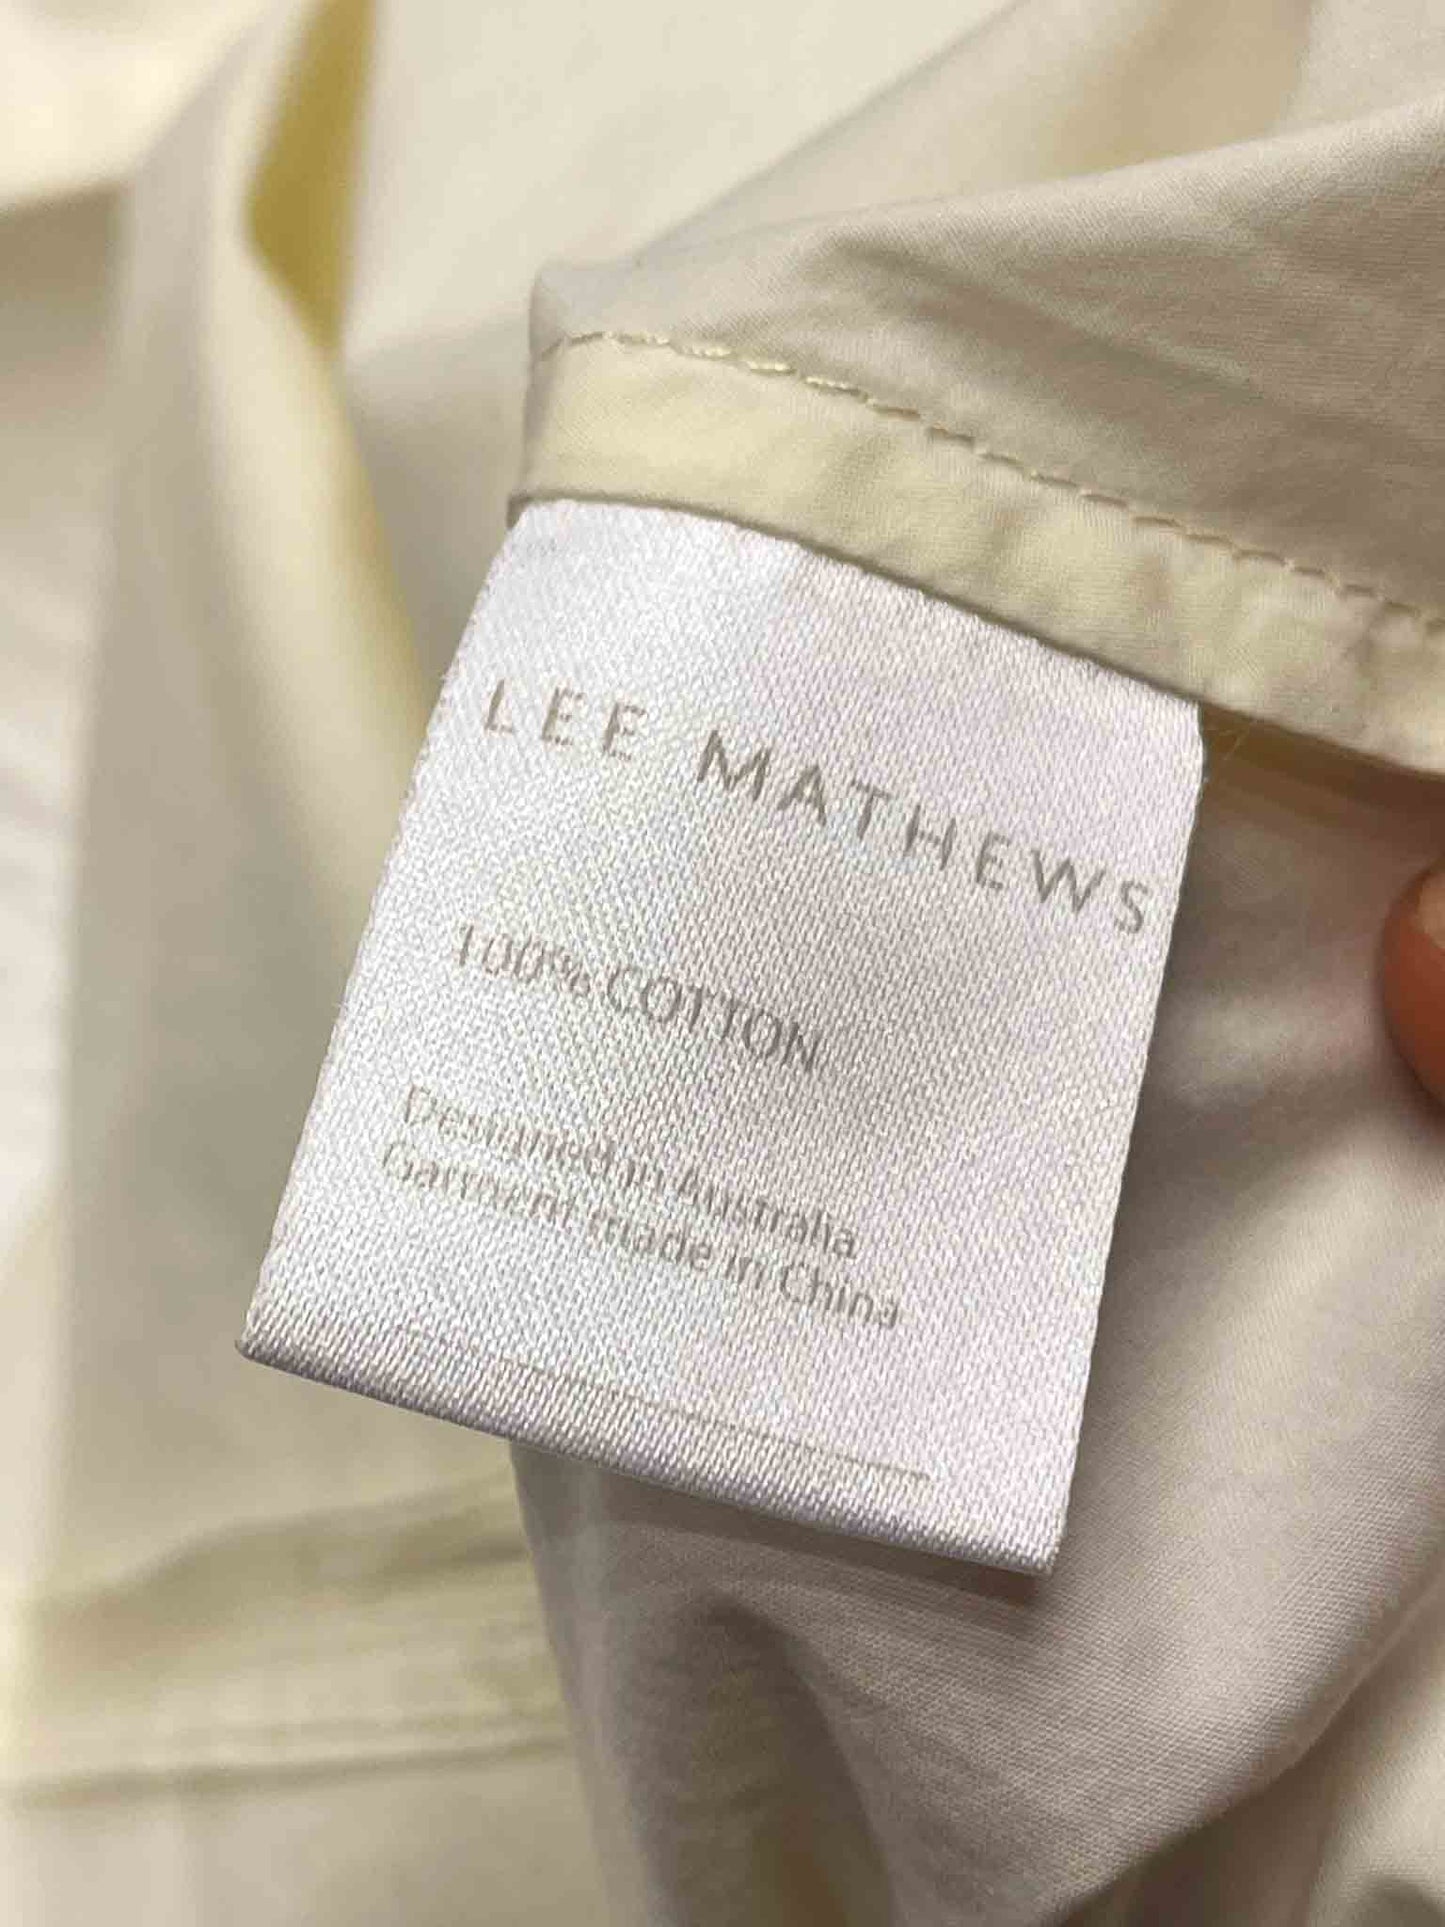 LEE MATHEWS
100% COTTON
Designed in Australia
Garment made in China